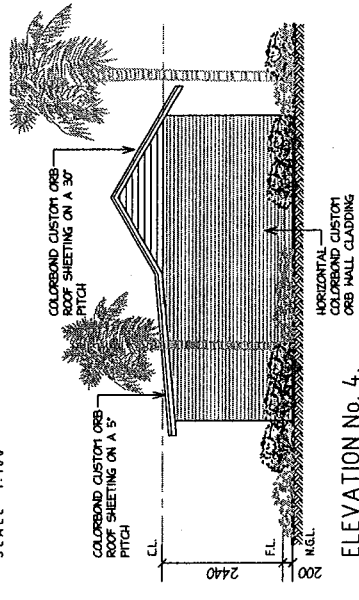 SCALE 1:100
COLORBOND CUSTOM ORB
ROOF SHEETING ON A 30°
PITCH
COLORBOND CUSTOM ORB
ROOF SHEETING ON A 5°
PITCH
C.L.
2440
F.L.
200
N.G.L.
HORIZONTAL
COLORBOND CUSTOM
ORB WALL CLADDING
ELEVATION No. 4.